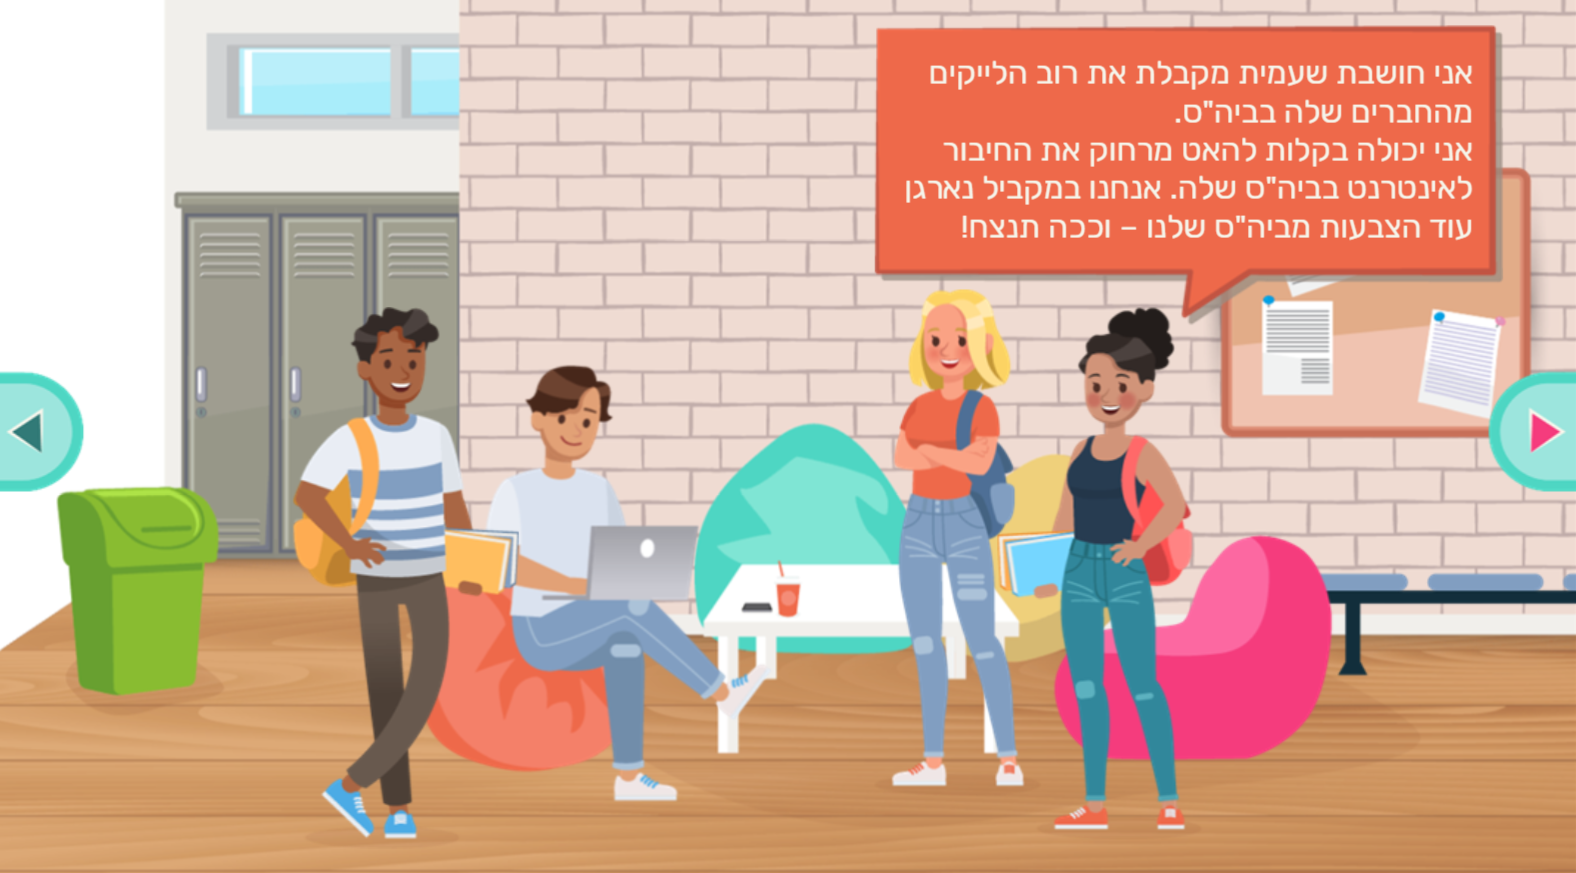 אני חושבת שעמית מקבלת את רוב הלייקים
מהחברים שלה בביה"ס.
אני יכולה בקלות להאט מרחוק את החיבור
לאינטרנט בביה"ס שלה. אנחנו במקביל נארגן
עוד הצבעות מביה"ס שלנו – וככה תנצח!